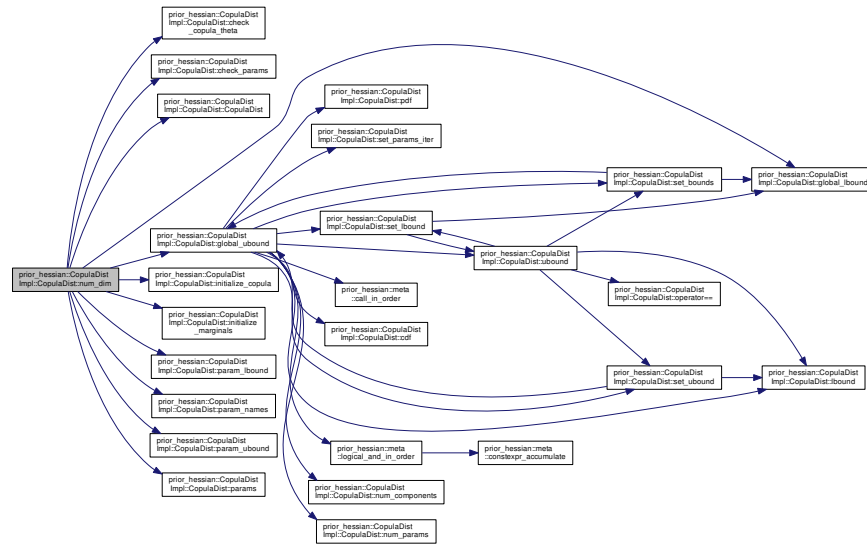 prior_hessian::CopulaDist
Impl::CopulaDist::check
_copula_theta
prior_hessian::CopulaDist
Impl::CopulaDist::check_params
prior_hessian::CopulaDist
Impl::CopulaDist::CopulaDist
prior_hessian::CopulaDist
Impl::CopulaDist::pdf
prior_hessian::CopulaDist
Impl::CopulaDist::set_params_iter
prior_hessian::CopulaDist
Impl::CopulaDist::set_bounds
prior_hessian::CopulaDist
Impl::CopulaDist::global_lbound
prior_hessian::CopulaDist
Impl::CopulaDist::global_ubound
prior_hessian::CopulaDist
Impl::CopulaDist::set_lbound
prior_hessian::CopulaDist
Impl::CopulaDist::ubound
prior_hessian::CopulaDist
Impl::CopulaDist::num_dim
prior_hessian::CopulaDist
Impl::CopulaDist::initialize_copula
prior_hessian::meta
::call_in_order
prior_hessian::CopulaDist
Impl::CopulaDist::operator==
prior_hessian::CopulaDist
Impl::CopulaDist::initialize
_marginals
prior_hessian::CopulaDist
Impl::CopulaDist::cdf
prior_hessian::CopulaDist
Impl::CopulaDist::param_lbound
prior_hessian::CopulaDist
Impl::CopulaDist::set_ubound
prior_hessian::CopulaDist
Impl::CopulaDist::lbound
prior_hessian::CopulaDist
Impl::CopulaDist::param_names
prior_hessian::CopulaDist
Impl::CopulaDist::param_ubound
prior_hessian::meta
::logical_and_in_order
prior_hessian::meta
::constexpr_accumulate
prior_hessian::CopulaDist
Impl::CopulaDist::params
prior_hessian::CopulaDist
Impl::CopulaDist::num_components
prior_hessian::CopulaDist
Impl::CopulaDist::num_params